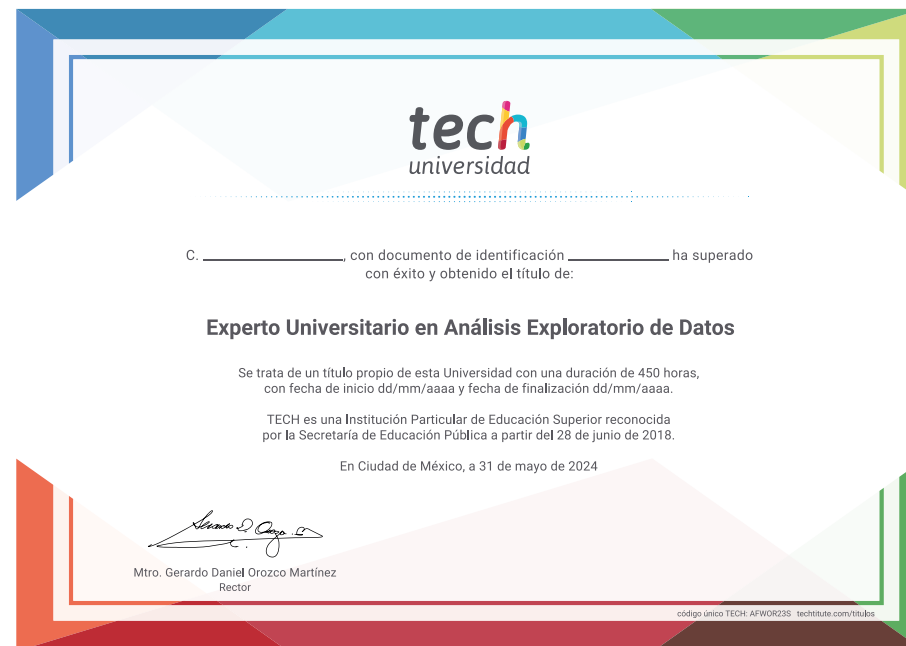 tech
universidad
C. ____________, con documento de identificación ____________ ha superado
con éxito y obtenido el título de:
Experto Universitario en Análisis Exploratorio de Datos
Se trata de un título propio de esta Universidad con una duración de 450 horas,
con fecha de inicio dd/mm/aaaa y fecha de finalización dd/mm/aaaa.
TECH es una Institución Particular de Educación Superior reconocida
por la Secretaría de Educación Pública a partir del 28 de junio de 2018.
En Ciudad de México, a 31 de mayo de 2024
Mtro. Gerardo Daniel Orozco Martínez
Rector
código único TECH: AFWOR23S techtitute.com/titulos